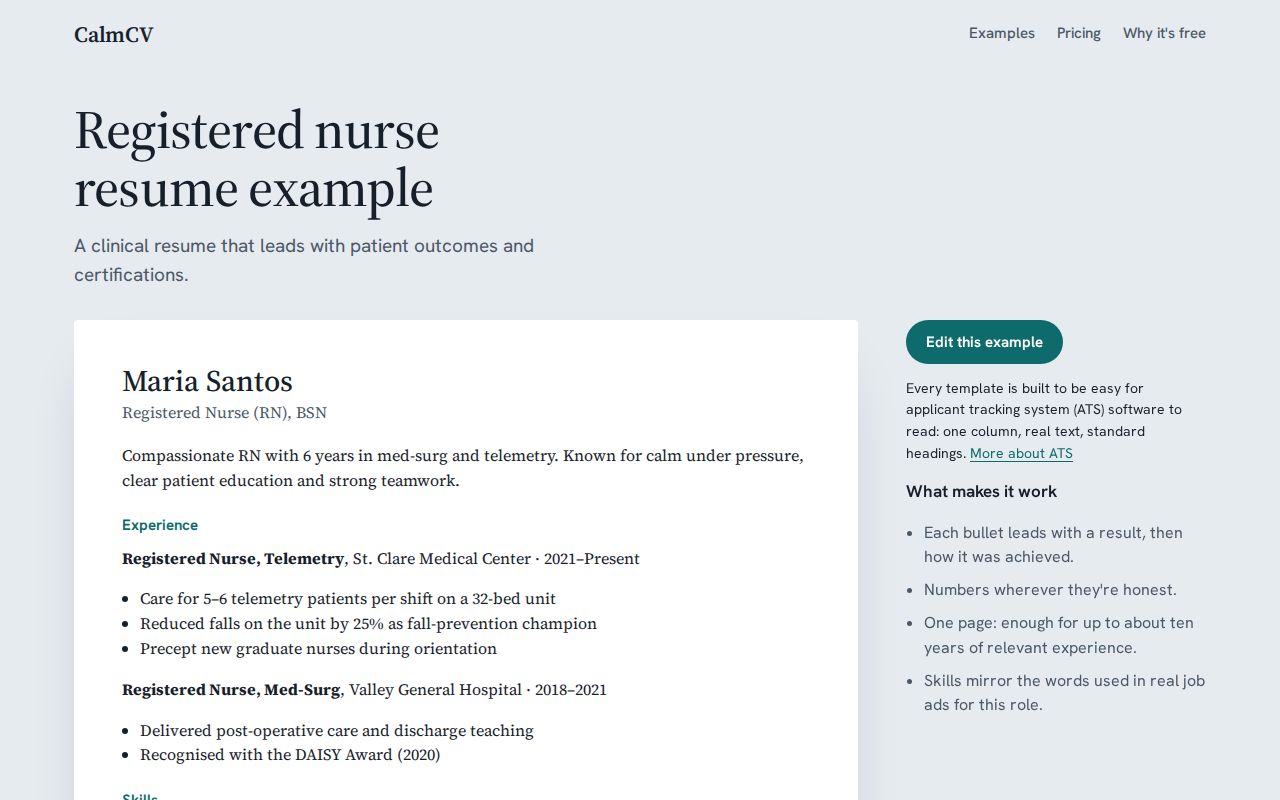 CalmCV
Examples Pricing Why it's free
Registered nurse
resume example
A clinical resume that leads with patient outcomes and
certifications.
Maria Santos
Registered Nurse (RN), BSN
Compassionate RN with 6 years in med-surg and telemetry. Known for calm under pressure,
clear patient education and strong teamwork.
Experience
Registered Nurse, Telemetry, St. Clare Medical Center · 2021–Present
• Care for 5–6 telemetry patients per shift on a 32-bed unit
• Reduced falls on the unit by 25% as fall-prevention champion
• Precept new graduate nurses during orientation
Registered Nurse, Med-Surg, Valley General Hospital · 2018–2021
• Delivered post-operative care and discharge teaching
• Recognised with the DAISY Award (2020)
Skills
Edit this example
Every template is built to be easy for
applicant tracking system (ATS) software to
read: one column, real text, standard
headings. More about ATS
What makes it work
• Each bullet leads with a result, then
how it was achieved.
• Numbers wherever they're honest.
• One page: enough for up to about ten
years of relevant experience.
• Skills mirror the words used in real job
ads for this role.